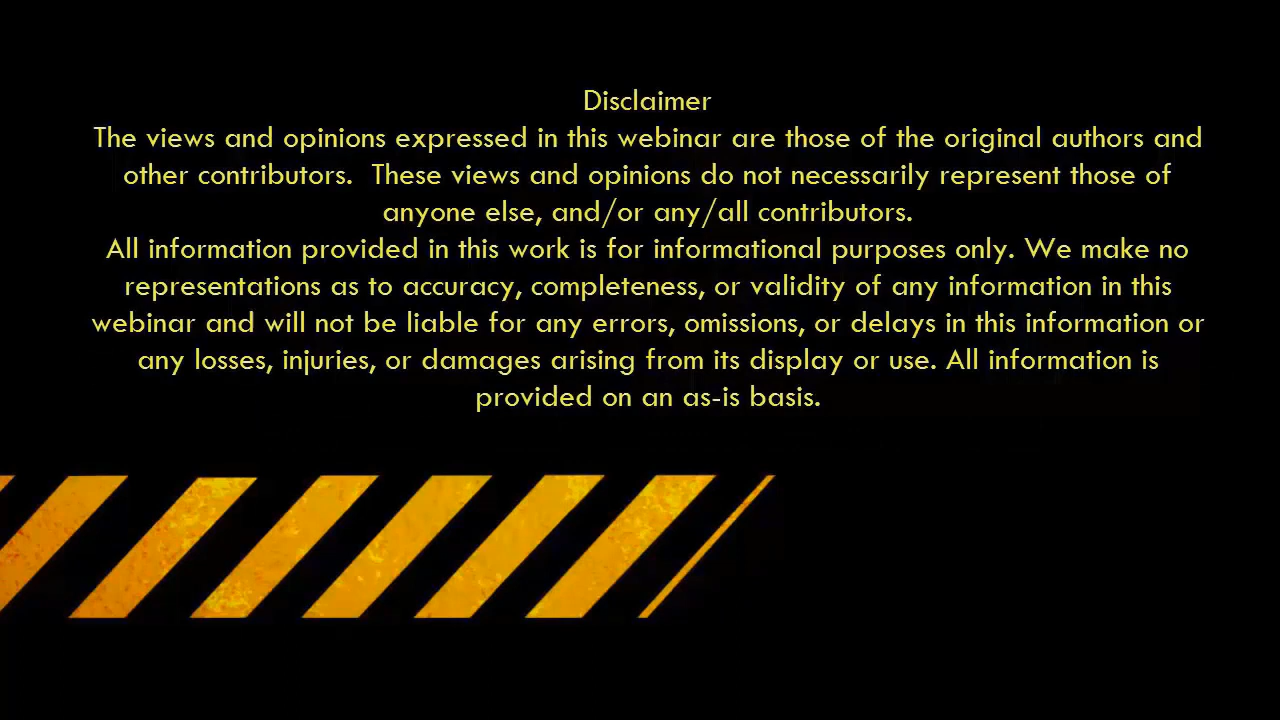 Disclaimer
The views and opinions expressed in this webinar are those of the original authors and
other contributors.  These views and opinions do not necessarily represent those of
anyone else, and/or any/all contributors.
All information provided in this work is for informational purposes only. We make no
representations as to accuracy, completeness, or validity of any information in this
webinar and will not be liable for any errors, omissions, or delays in this information or
any losses, injuries, or damages arising from its display or use. All information is
provided on an as-is basis.